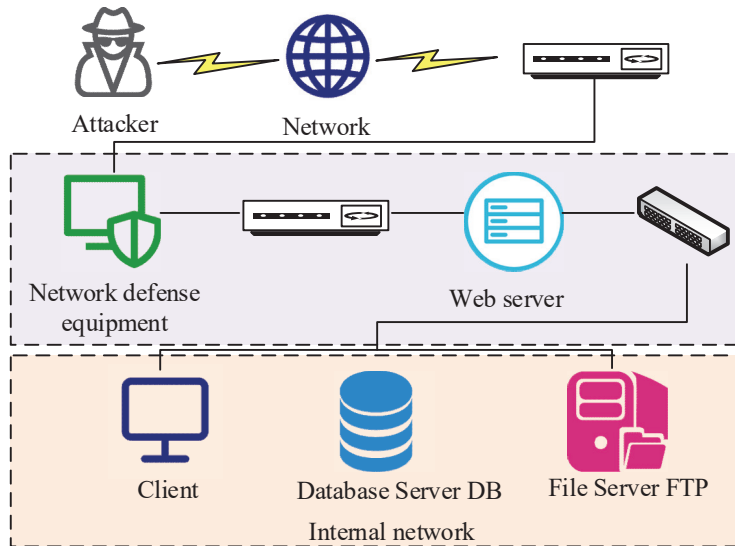 Attacker
Network
Network defense
equipment
Web server
Client
Database Server DB
File Server FTP
Internal network